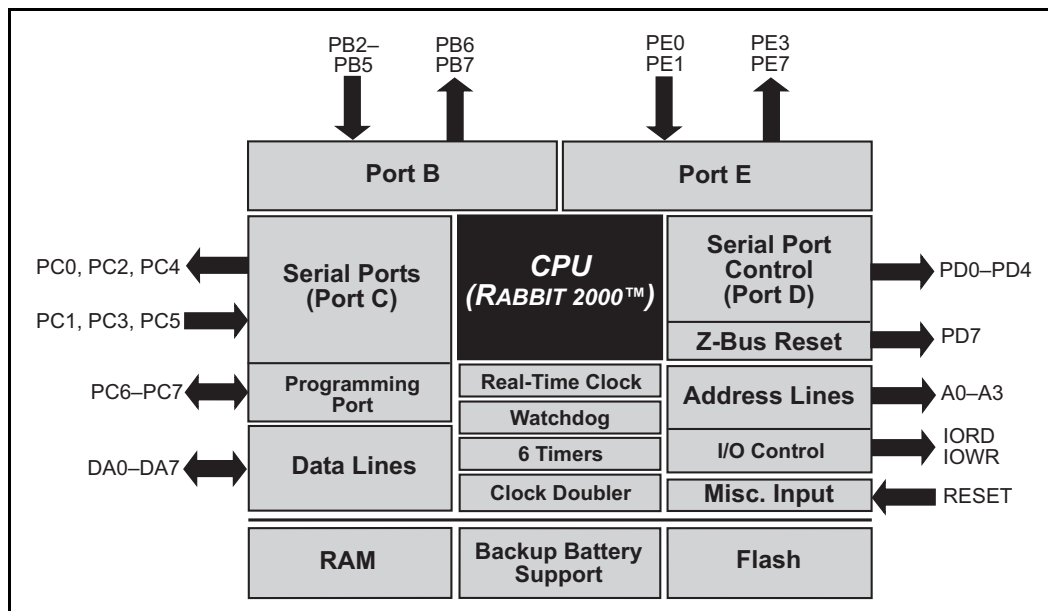 PB2–
PB5
PB6
PB7
PE0
PE1
PE3
PE7
Port B
Port E
PC0, PC2, PC4
PC1, PC3, PC5
Serial Ports
(Port C)
CPU
(RABBIT 2000™)
Serial Port
Control
(Port D)
PD0–PD4
Z-Bus Reset
PD7
PC6–PC7
Programming
Port
Real-Time Clock
Watchdog
Address Lines
A0–A3
DA0–DA7
Data Lines
6 Timers
Clock Doubler
I/O Control
IORD
IOWR
Misc. Input
RESET
RAM
Backup Battery
Support
Flash